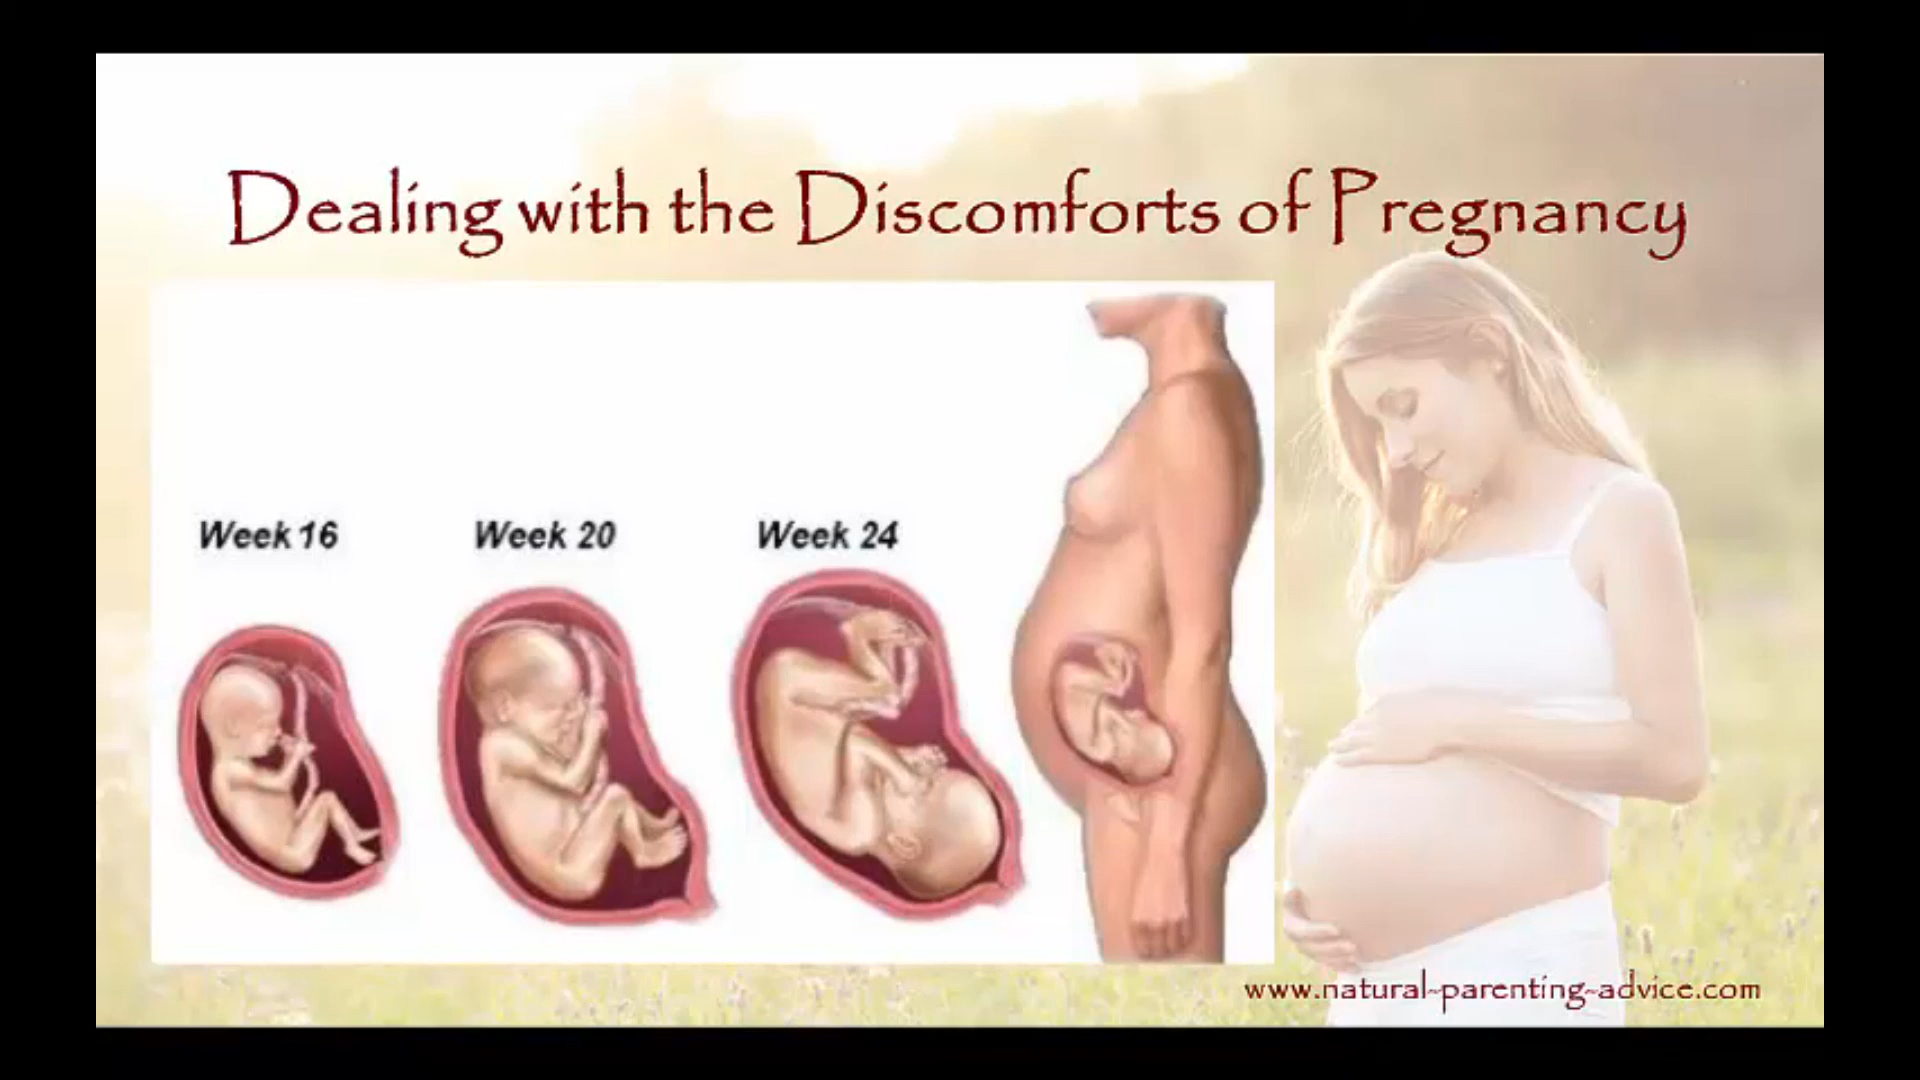 Dealing with the Discomforts of Pregnancy
Week 16
Week 20
Week 24
www.natural-parenting-advice.com